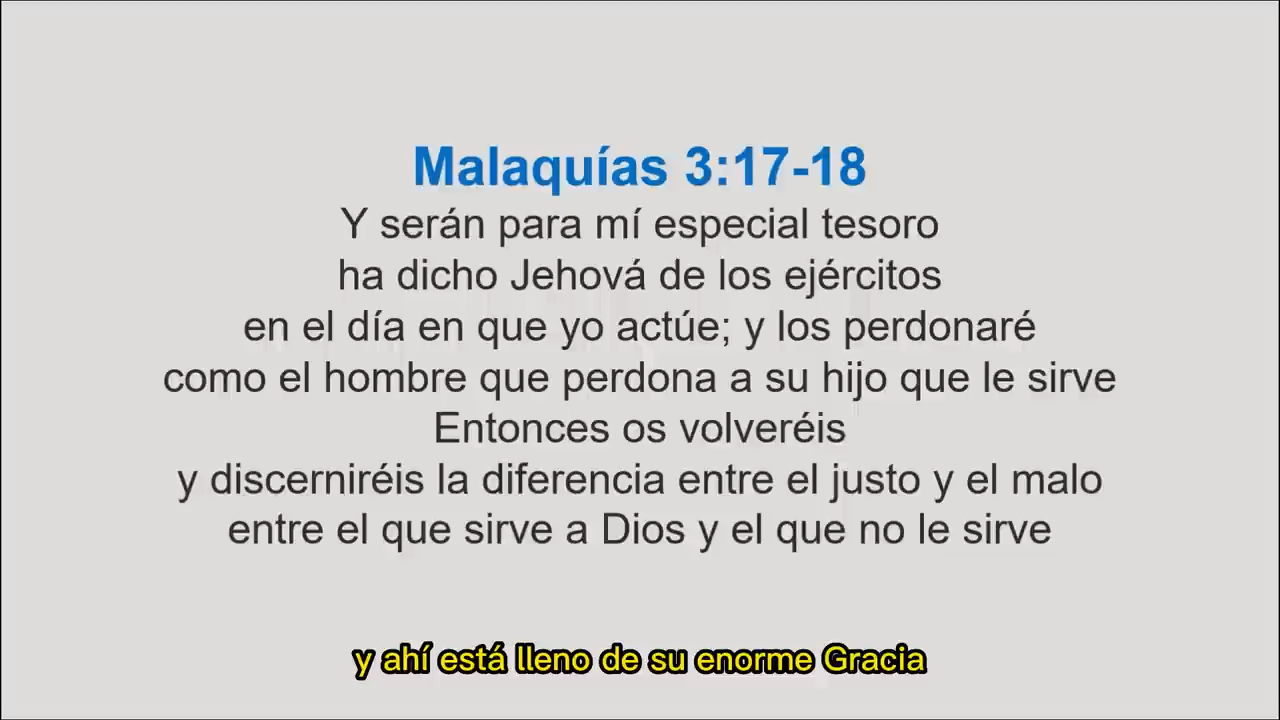 Malaquías 3:17-18
Y serán para mí especial tesoro
ha dicho Jehová de los ejércitos
en el día en que yo actúe; y los perdonaré
como el hombre que perdona a su hijo que le sirve
Entonces os volveréis
y discerniréis la diferencia entre el justo y el malo
entre el que sirve a Dios y el que no le sirve
y ahí está lleno de su enorme Gracia